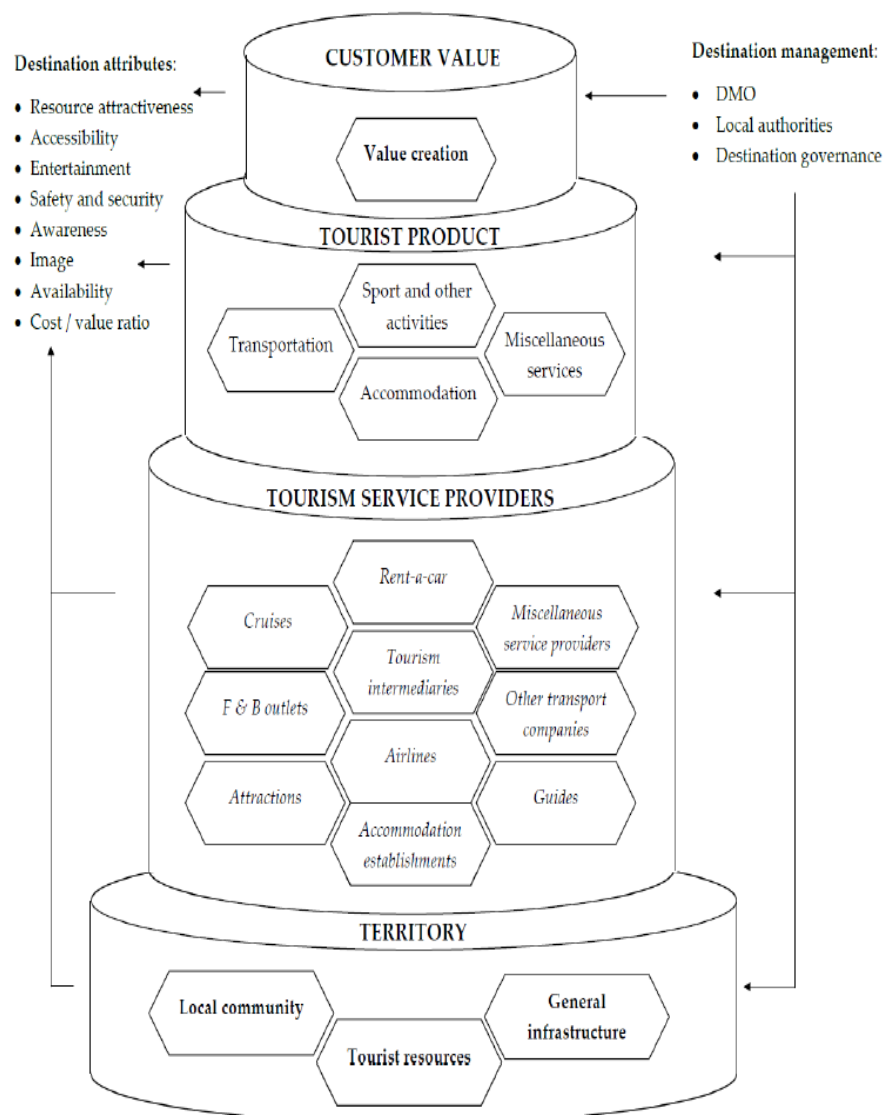 CUSTOMER VALUE
Value creation
Destination attributes:
• Resource attractiveness
• Accessibility
• Entertainment
• Safety and security
• Awareness
• Image
• Availability
• Cost / value ratio
Destination management:
• DMO
• Local authorities
• Destination governance
TOURIST PRODUCT
Sport and other
activities
Transportation
Miscellaneous
services
Accommodation
TOURISM SERVICE PROVIDERS
Rent-a-car
Cruises
Miscellaneous
service providers
Tourism
intermediaries
F & B outlets
Other transport
companies
Airlines
Attractions
Guides
Accommodation
establishments
TERRITORY
Local community
General
infrastructure
Tourist resources